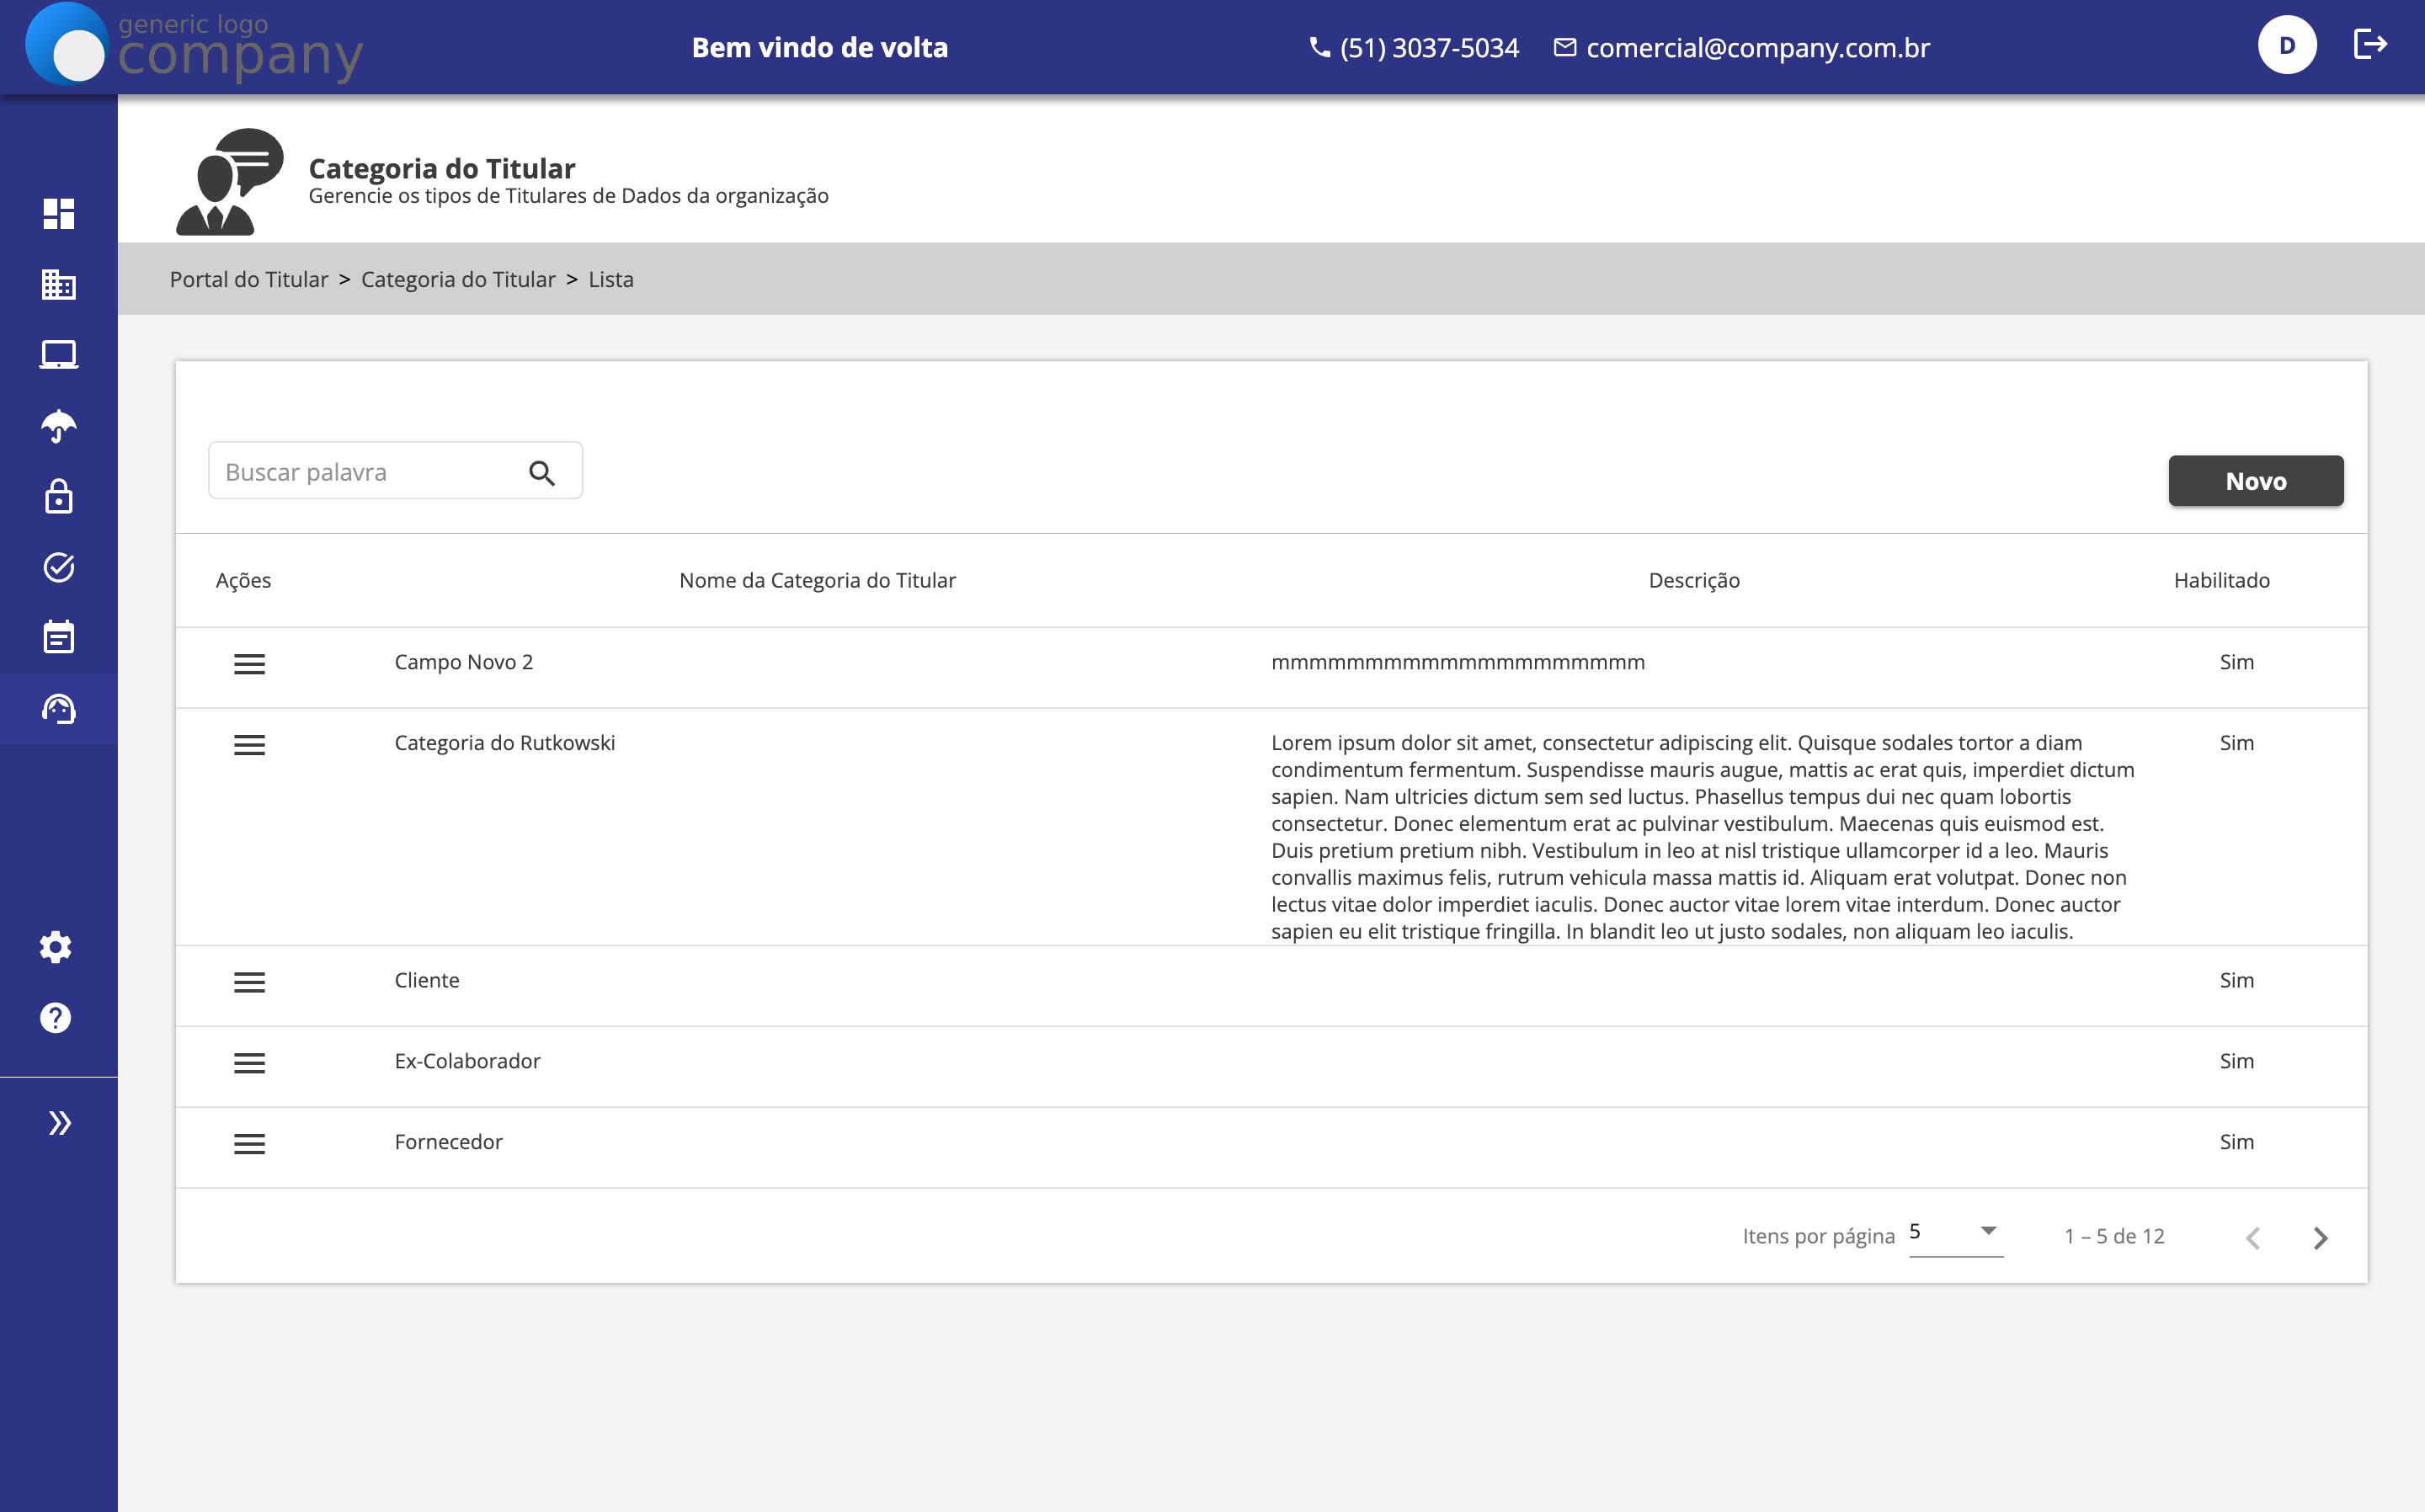 generic logo
company
Bem vindo de volta
(51) 3037-5034
comercial@company.com.br
D
Categoria do Titular
Gerencie os tipos de Titulares de Dados da organização
Portal do Titular > Categoria do Titular > Lista
Buscar palavra
Novo
Ações
Nome da Categoria do Titular
Descrição
Habilitado
Campo Novo 2
mmmmmmmmmmmmmmmmmmmm
Sim
Categoria do Rutkowski
Lorem ipsum dolor sit amet, consectetur adipiscing elit. Quisque sodales tortor a diam
condimentum fermentum. Suspendisse mauris augue, mattis ac erat quis, imperdiet dictum
sapien. Nam ultricies dictum sem sed luctus. Phasellus tempus dui nec quam lobortis
consectetur. Donec elementum erat ac pulvinar vestibulum. Maecenas quis euismod est.
Duis pretium pretium nibh. Vestibulum in leo at nisl tristique ullamcorper id a leo. Mauris
convallis maximus felis, rutrum vehicula massa mattis id. Aliquam erat volutpat. Donec non
lectus vitae dolor imperdiet iaculis. Donec auctor vitae lorem vitae interdum. Donec auctor
sapien eu elit tristique fringilla. In blandit leo ut justo sodales, non aliquam leo iaculis.
Sim
Cliente
Sim
Ex-Colaborador
Sim
Fornecedor
Sim
Itens por página
5
1 – 5 de 12